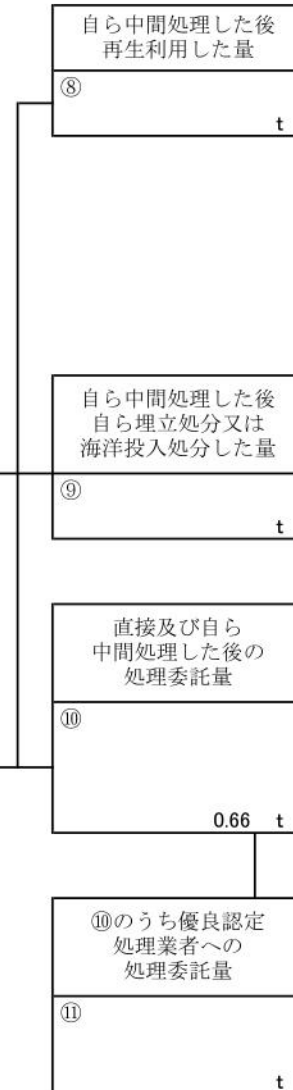 自ら中間処理した後
再生利用した量
⑧
t
自ら中間処理した後
自ら埋立処分又は
海洋投入処分した量
⑨
t
直接及び自ら
中間処理した後の
処理委託量
⑩
0.66 t
⑩のうち優良認定
処理業者への
処理委託量
⑪
t